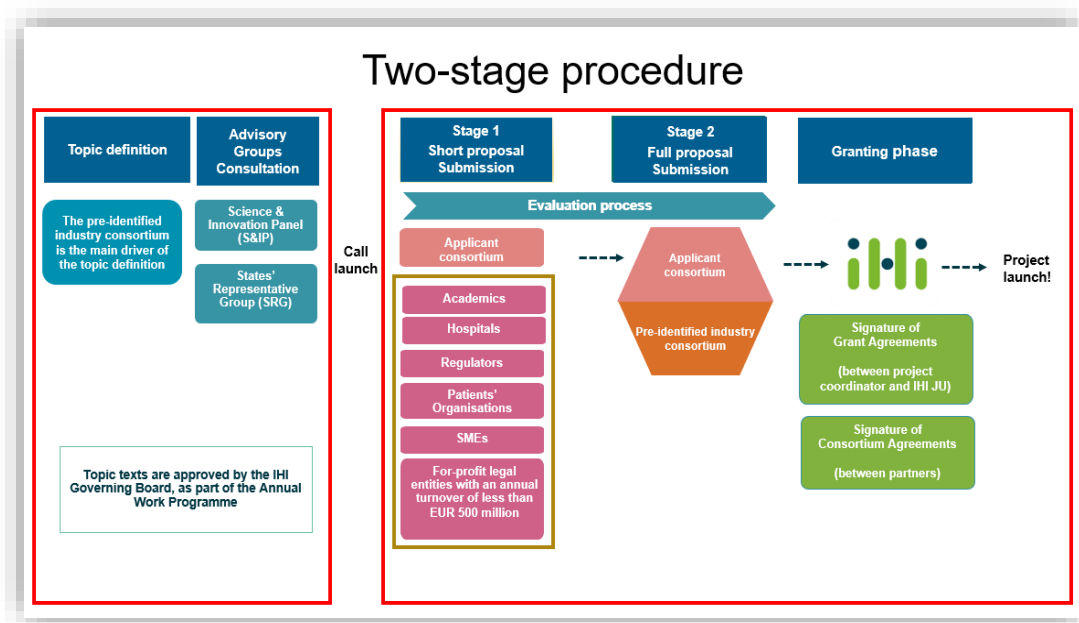 Two-stage procedure
Topic definition
Advisory
Groups
Consultation
The pre-identified
industry consortium
is the main driver of
the topic definition
Science &
Innovation Panel
(S&IP)
States'
Representative
Group (SRG)
Topic texts are approved by the IHI
Governing Board, as part of the Annual
Work Programme
Call
launch
Stage 1
Short proposal
Submission
Stage 2
Full proposal
Submission
Granting phase
Evaluation process
Applicant
consortium
Academics
Hospitals
Regulators
Patients'
Organisations
SMEs
For-profit legal
entities with an annual
turnover of less than
EUR 500 million
Applicant
consortium
Pre-identified industry
consortium
Project
launch!
Signature of
Grant Agreements
(between project
coordinator and IHI JU)
Signature of
Consortium Agreements
(between partners)